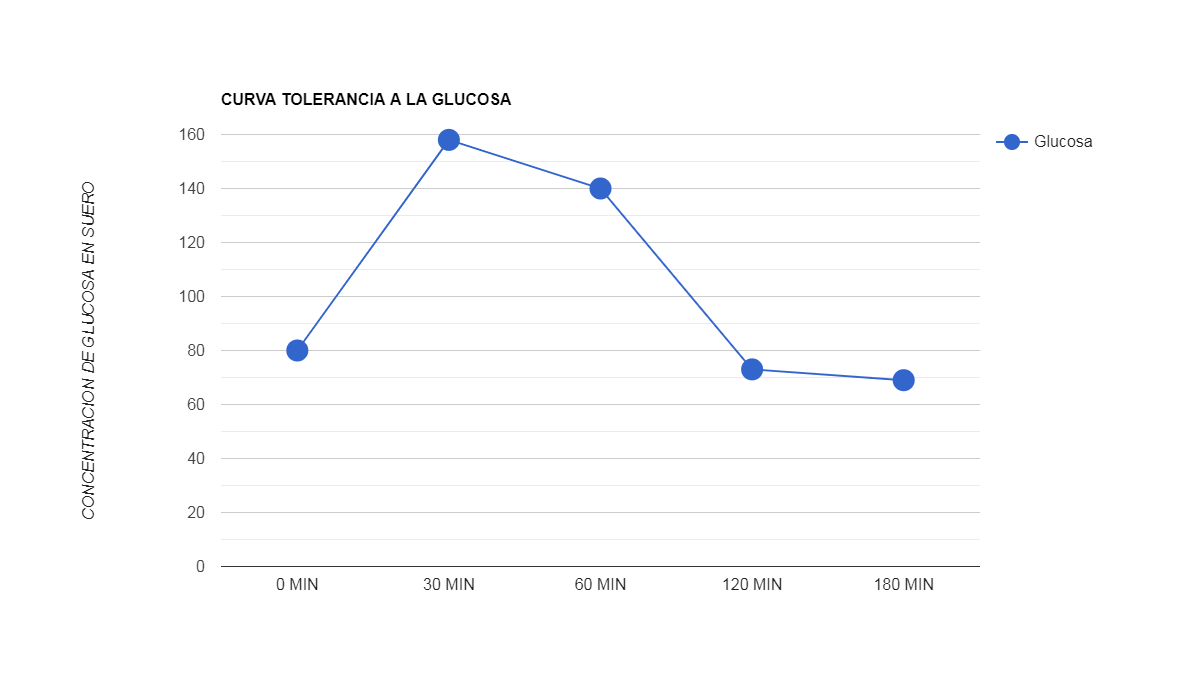 CURVA TOLERANCIA A LA GLUCOSA
Glucosa
CONCENTRACION DE GLUCOSA EN SUERO
160
140
120
100
80
60
40
20
0
0 MIN
30 MIN
60 MIN
120 MIN
180 MIN